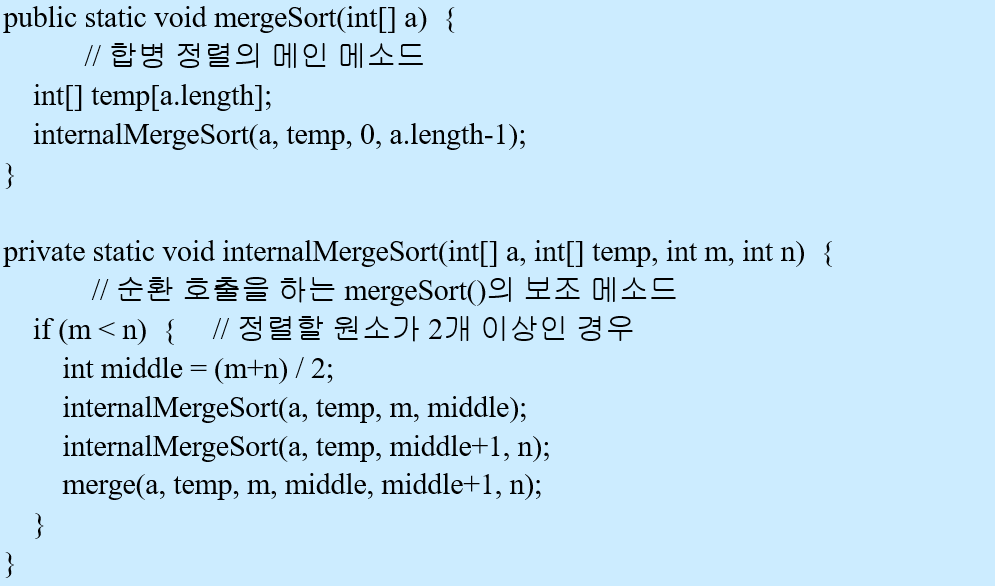 public static void mergeSort(int[] a)  {
// 합병 정렬의 메인 메소드
int[] temp[a.length];
internalMergeSort(a, temp, 0, a.length-1);
}
private static void internalMergeSort(int[] a, int[] temp, int m, int n)  {
// 순환 호출을 하는 mergeSort()의 보조 메소드
if (m < n)  {     // 정렬할 원소가 2개 이상인 경우
int middle = (m+n) / 2;
internalMergeSort(a, temp, m, middle);
internalMergeSort(a, temp, middle+1, n);
merge(a, temp, m, middle, middle+1, n);
}
}